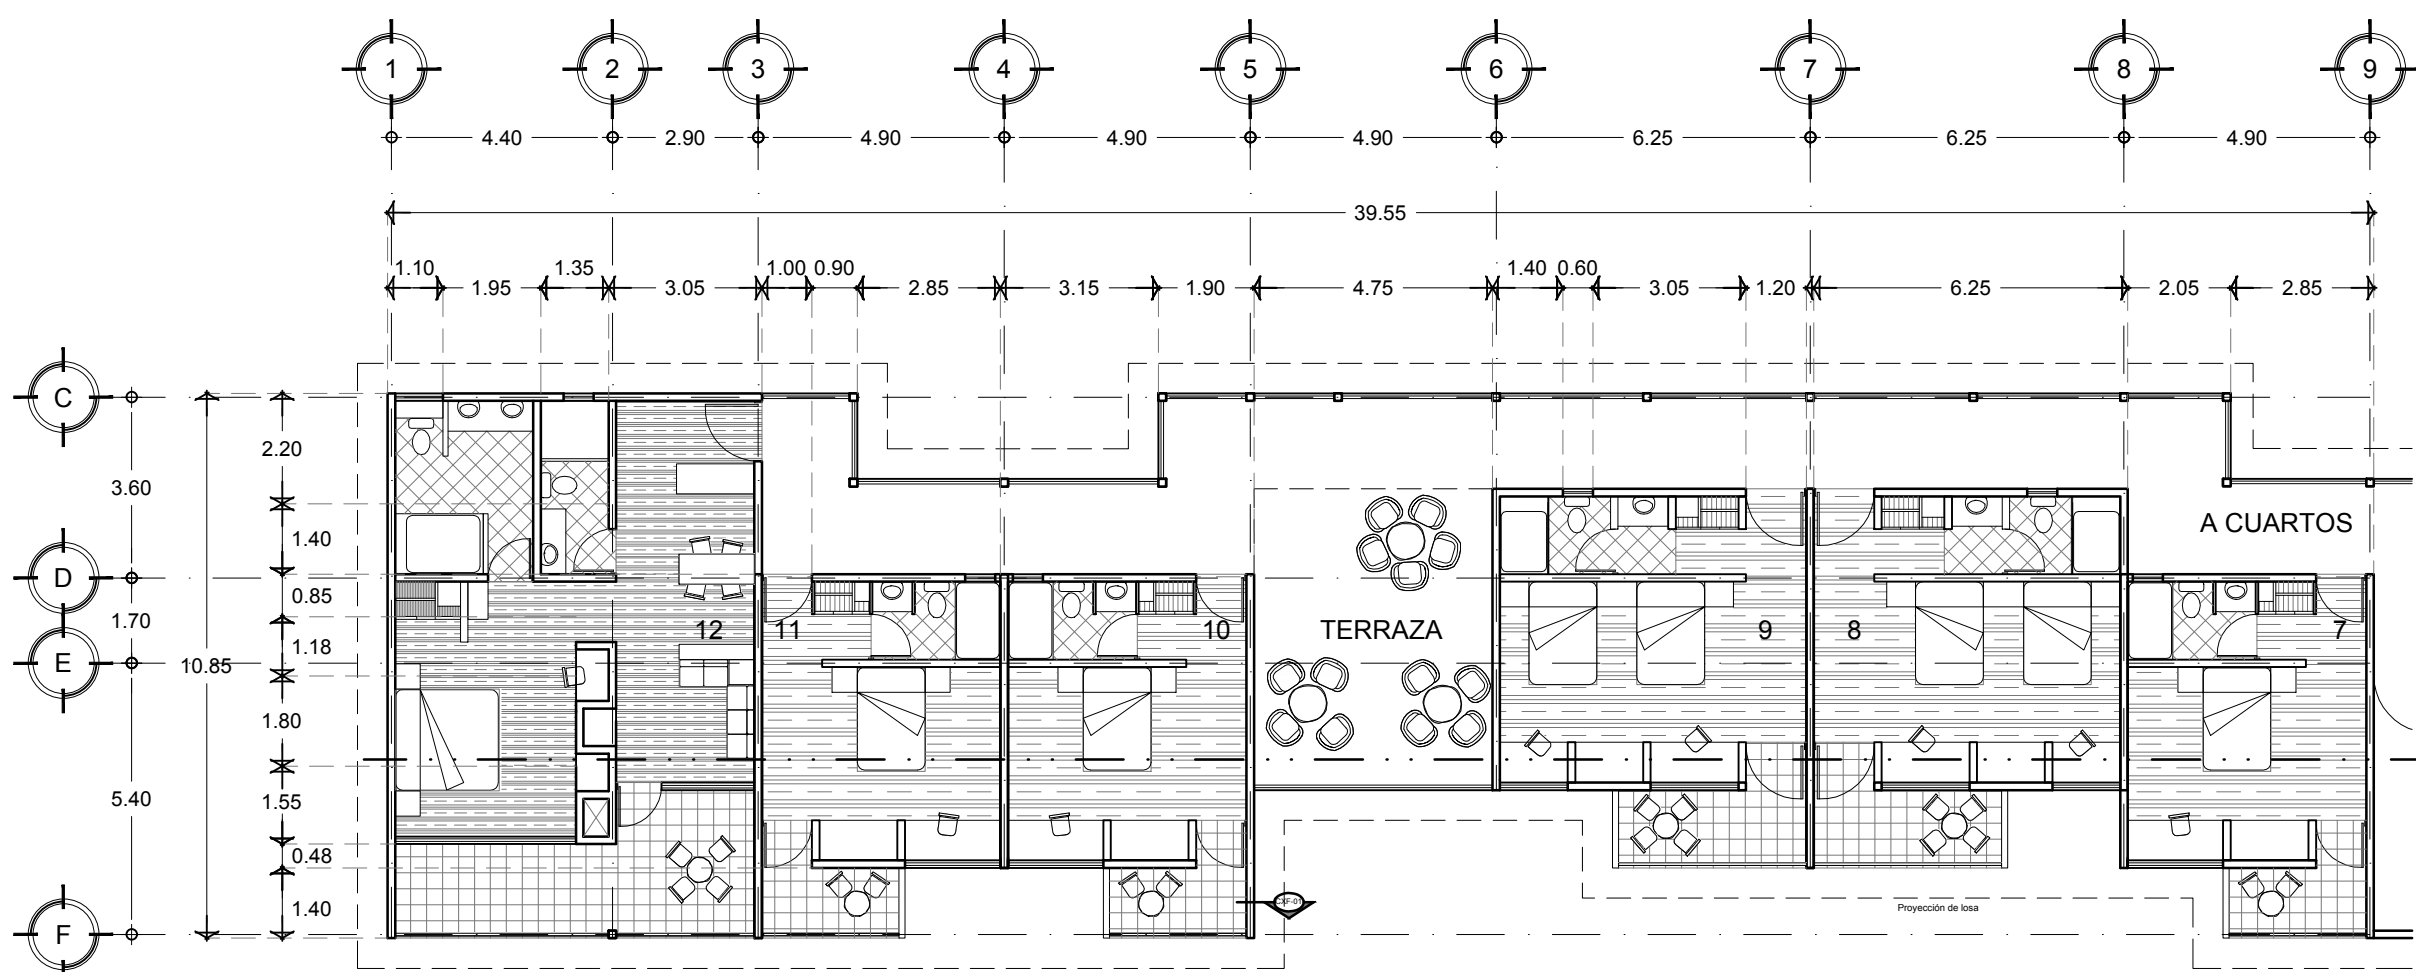 1 2 3 4 5 6 7 8 9
4.40 2.90 4.90 4.90 4.90 6.25 6.25 4.90
39.55
1.10 1.35 1.00 0.90 1.40 0.60
1.95 3.05 2.85 3.15 1.90 4.75 3.05 1.20 6.25 2.05 2.85
C
2.20
3.60
A CUARTOS
1.40
D
0.85
1.70
12 11 10 TERRAZA 9 8 7
1.18
E
10.85
1.80
5.40
1.55
0.48
CXF-01
Proyección de losa
1.40
F